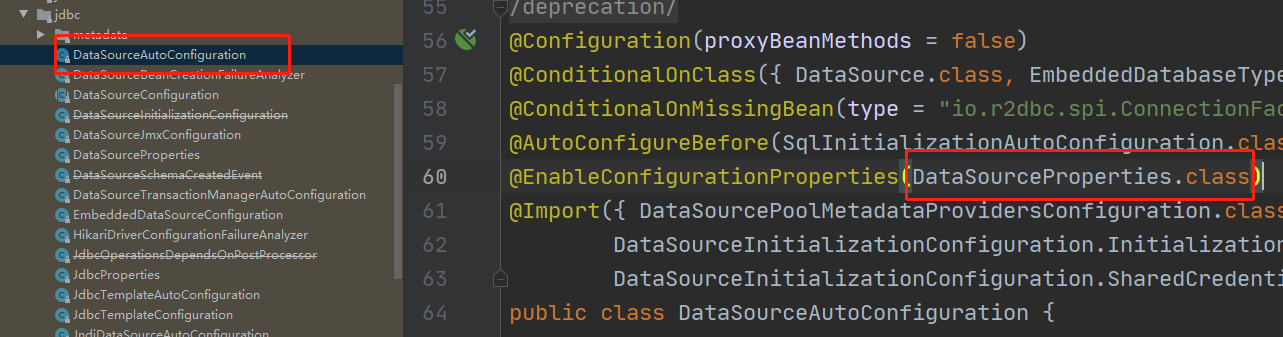 jdbc
metadata
DataSourceAutoConfiguration
DataSourceBeanCreationFailureAnalyzer
DataSourceConfiguration
DataSourceInitializationConfiguration
DataSourceJmxConfiguration
DataSourceProperties
DataSourceSchemaCreatedEvent
DataSourceTransactionManagerAutoConfiguration
EmbeddedDataSourceConfiguration
HikariDriverConfigurationFailureAnalyzer
JdbcOperationsDependsOnPostProcessor
JdbcProperties
JdbcTemplateAutoConfiguration
JdbcTemplateConfiguration
JndiDataSourceAutoConfiguration
55 /deprecation/
56 @Configuration(proxyBeanMethods = false)
57 @ConditionalOnClass({ DataSource.class, EmbeddedDatabaseType
58 @ConditionalOnMissingBean(type = "io.r2dbc.spi.ConnectionFac
59 @AutoConfigureBefore(SqlInitializationAutoConfiguration.clas
60 @EnableConfigurationProperties(DataSourceProperties.class)
61 @Import({ DataSourcePoolMetadataProvidersConfiguration.class
62 DataSourceInitializationConfiguration.Initialization
63 DataSourceInitializationConfiguration.SharedCredenti
64 public class DataSourceAutoConfiguration {